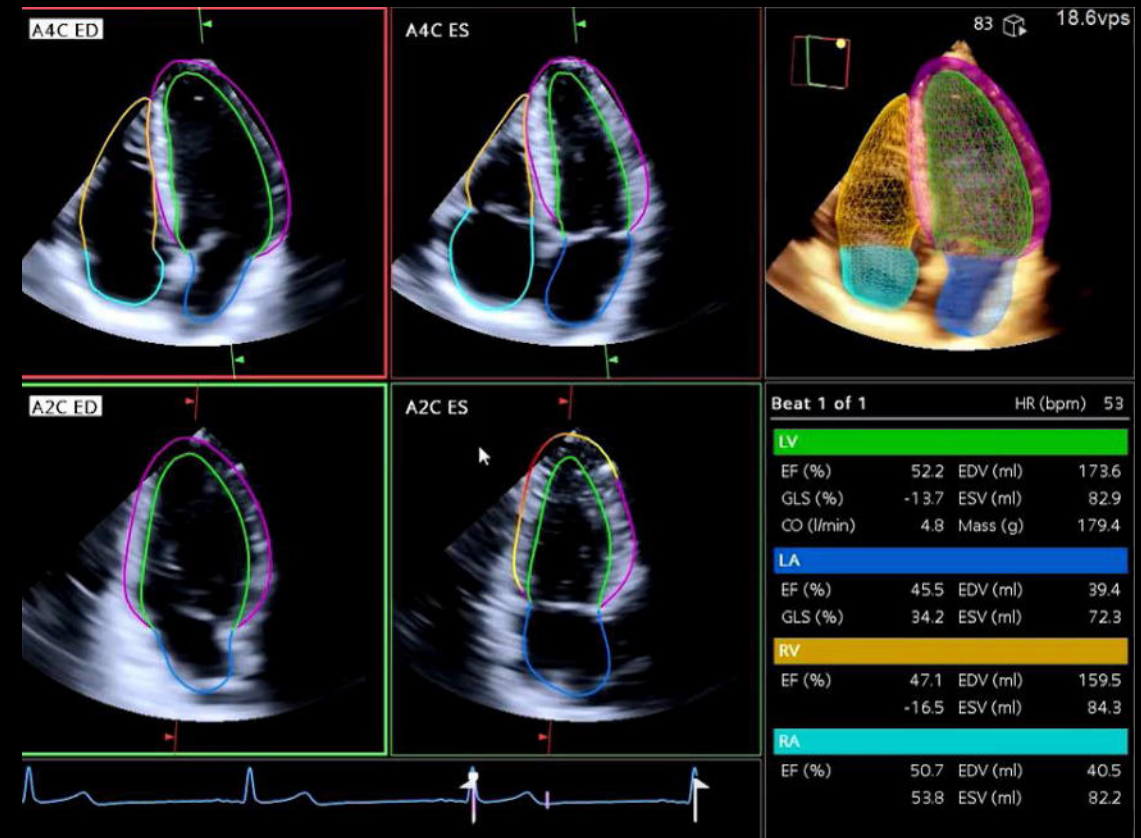 A4C ED
A4C ES
83
18.6vps
A2C ED
A2C ES
Beat 1 of 1 HR (bpm) 53
LV
EF (%) 52.2 EDV (ml) 173.6
GLS (%) -13.7 ESV (ml) 82.9
CO (l/min) 4.8 Mass (g) 179.4
LA
EF (%) 45.5 EDV (ml) 39.4
GLS (%) 34.2 ESV (ml) 72.3
RV
EF (%) 47.1 EDV (ml) 159.5
-16.5 ESV (ml) 84.3
RA
EF (%) 50.7 EDV (ml) 40.5
53.8 ESV (ml) 82.2